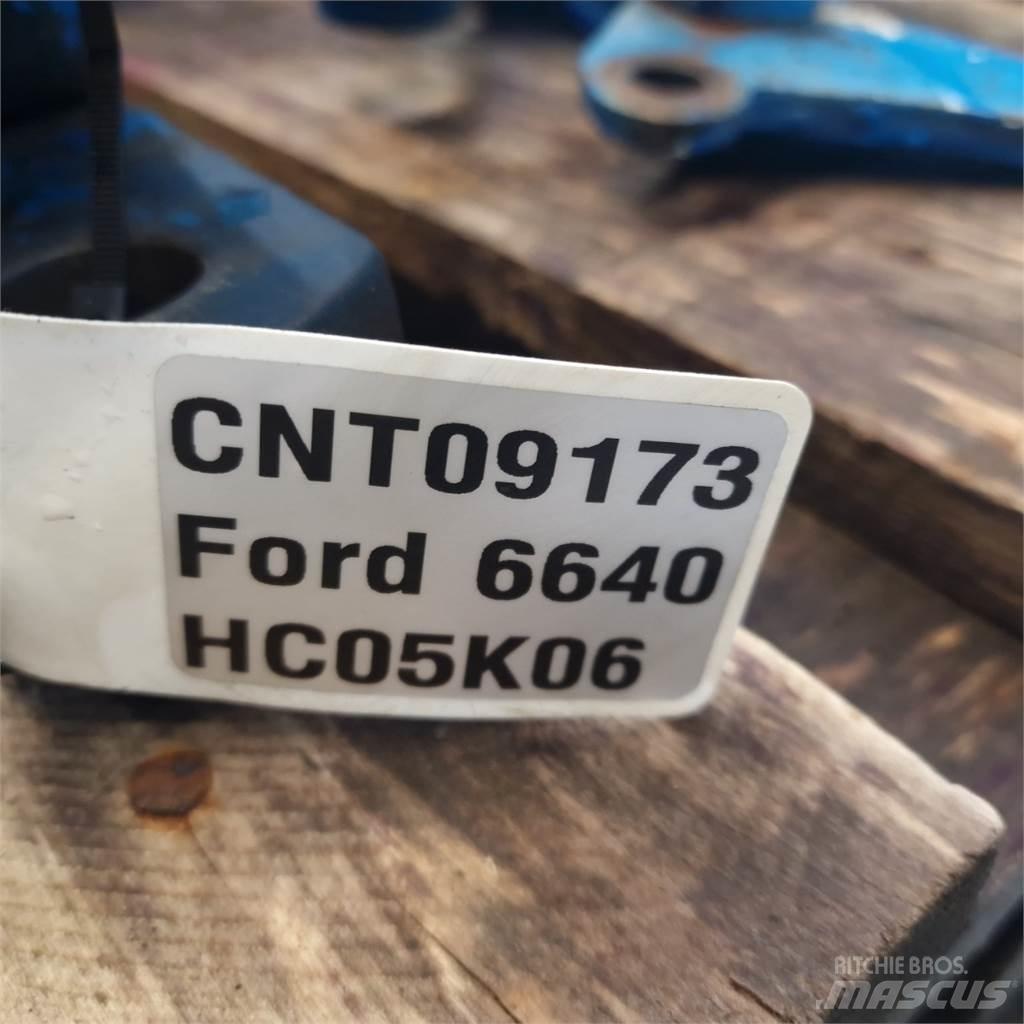 CNT09173
Ford 6640
HC05K06
RITCHIE BROS.
MASCUS